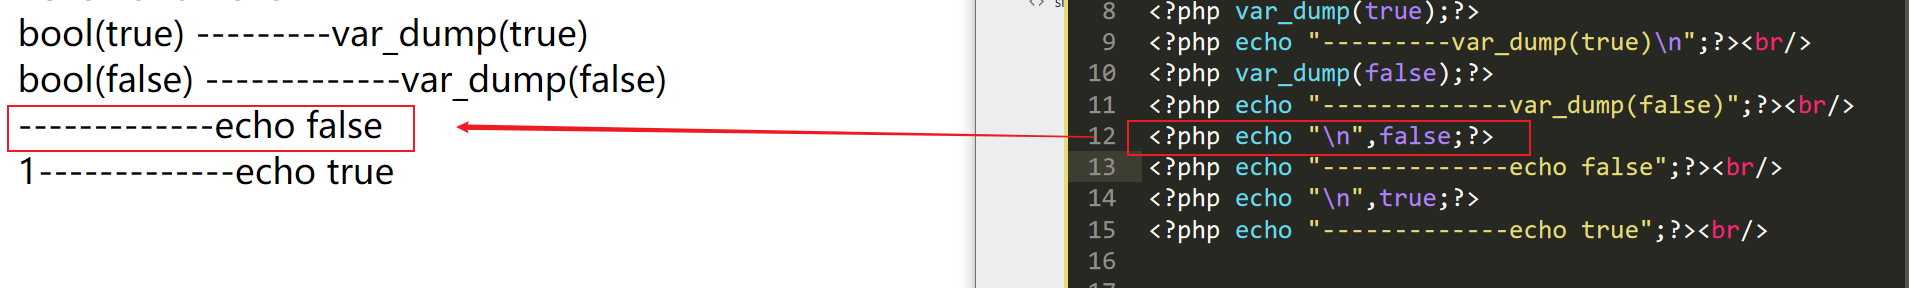 bool(true) ---------var_dump(true)
bool(false) -------------var_dump(false)
-------------echo false
1-------------echo true
<> 
8 <?php var_dump(true);?>
9 <?php echo "---------var_dump(true)\n";?><br/>
10 <?php var_dump(false);?>
11 <?php echo "-------------var_dump(false)";?><br/>
12 <?php echo "\n",false;?>
13 <?php echo "-------------echo false";?><br/>
14 <?php echo "\n",true;?>
15 <?php echo "-------------echo true";?><br/>
16